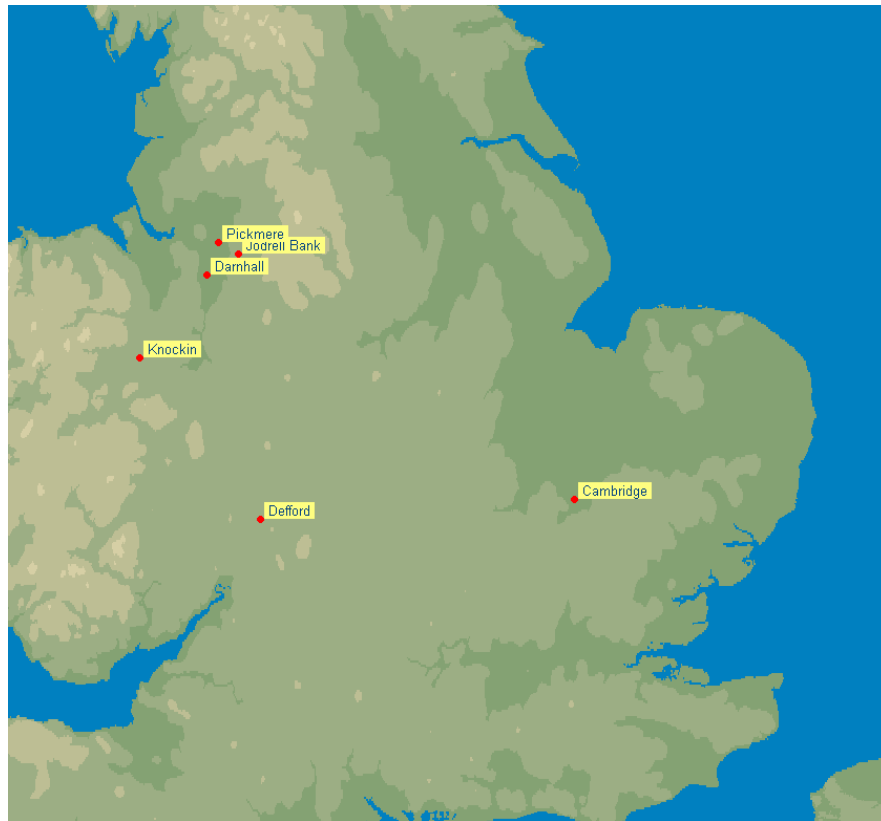 Pickmere
Jodrell Bank
Darnhall
Knockin
Cambridge
Defford